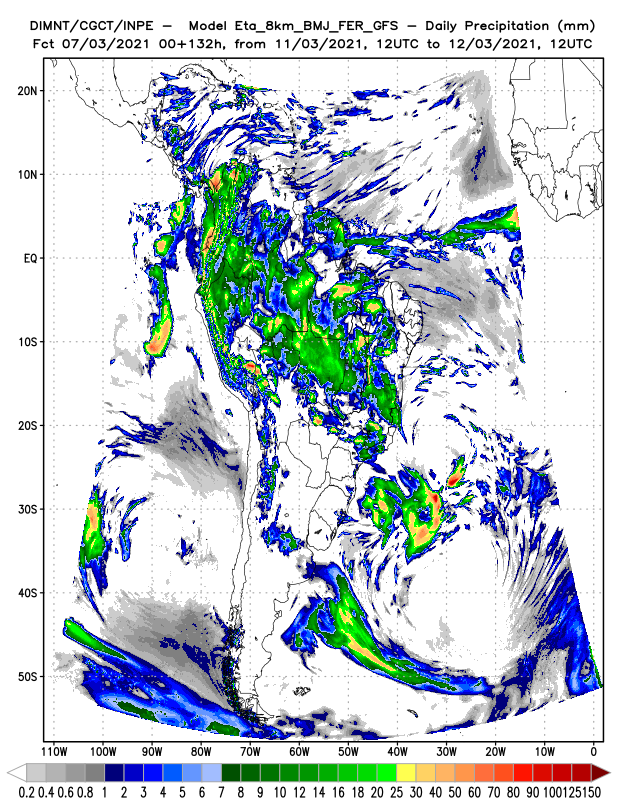 DIMNT/CGCT/INPE −  Model Eta_8km_BMJ_FER_GFS − Daily Precipitation (mm)
Fct 07/03/2021 00+132h, from 11/03/2021, 12UTC to 12/03/2021, 12UTC
20N
10N
EQ
10S
20S
30S
40S
50S
110W 100W 90W 80W 70W 60W 50W 40W 30W 20W 10W 0
0.2 0.4 0.6 0.8 1 2 3 4 5 6 7 8 9 10 12 14 16 18 20 25 30 40 50 60 70 80 90 100 125 150